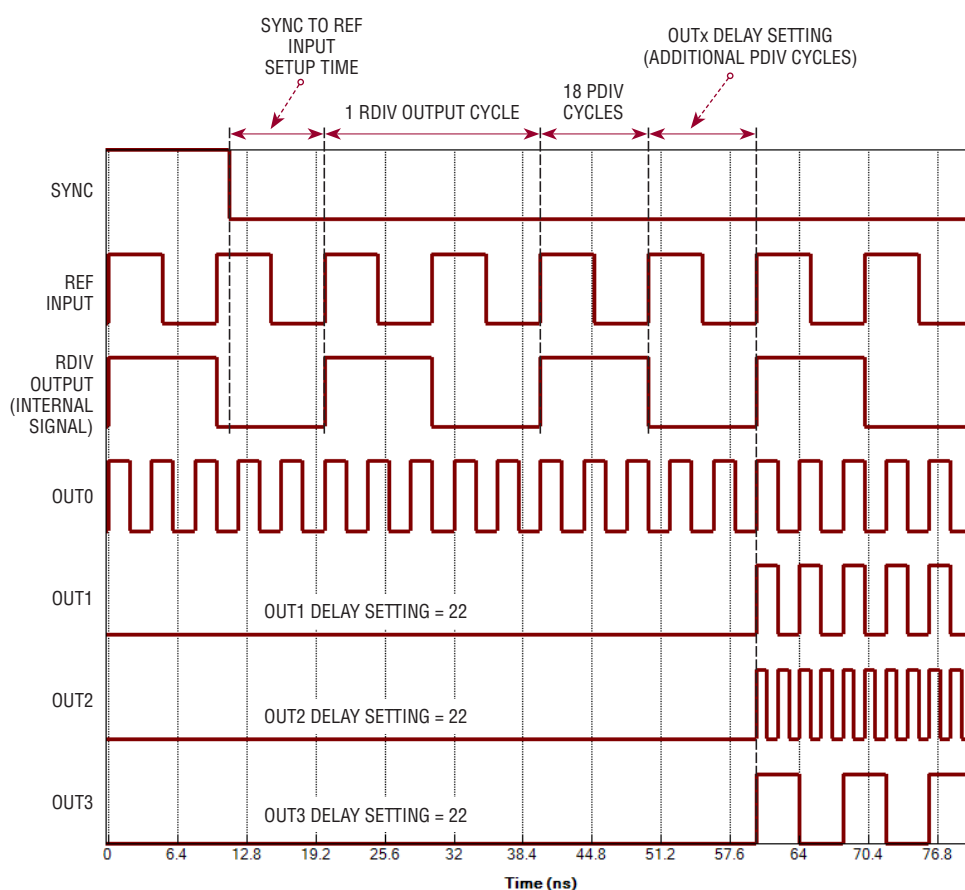 SYNC TO REF
INPUT
SETUP TIME
OUTx DELAY SETTING
(ADDITIONAL PDIV CYCLES)
1 RDIV OUTPUT CYCLE
18 PDIV
CYCLES
SYNC
REF
INPUT
RDIV
OUTPUT
(INTERNAL
SIGNAL)
OUT0
OUT1
OUT1 DELAY SETTING = 22
OUT2
OUT2 DELAY SETTING = 22
OUT3
OUT3 DELAY SETTING = 22
0 6.4 12.8 19.2 25.6 32 38.4 44.8 51.2 57.6 64 70.4 76.8
Time (ns)